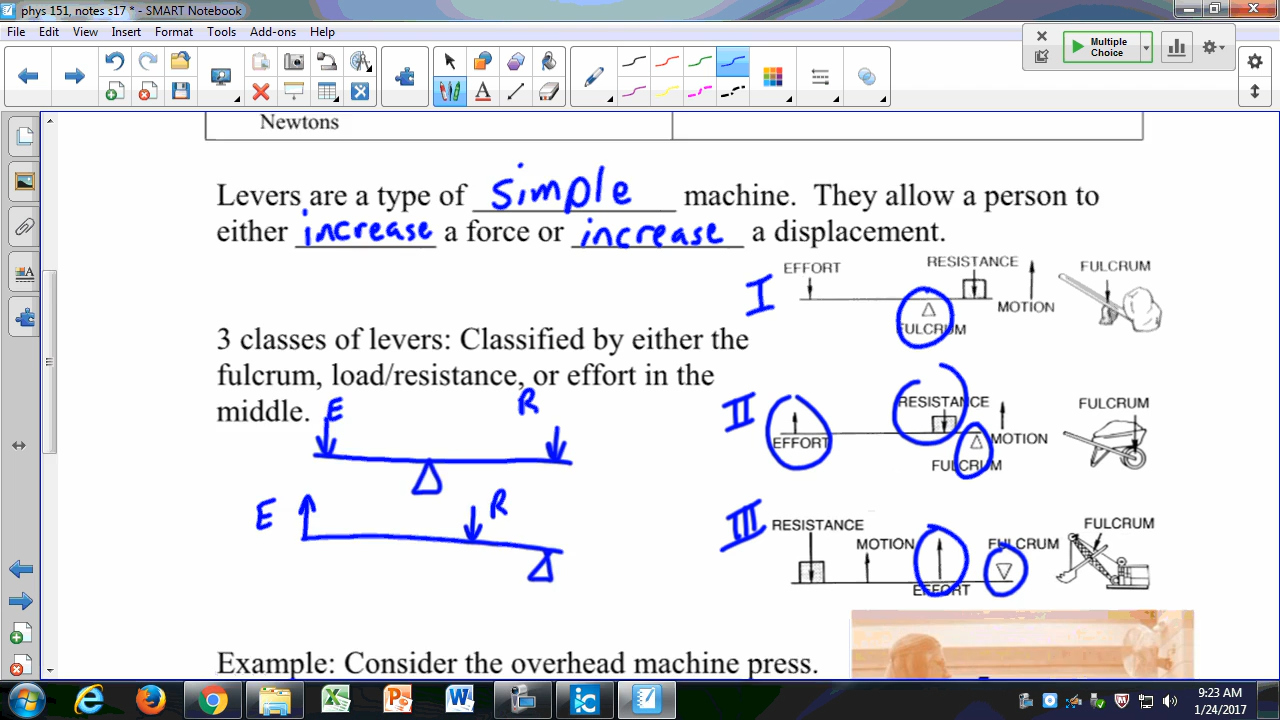 phys 151, notes s17 * - SMART Notebook
File Edit View Insert Format Tools Add-ons Help
Multiple
Choice
Newtons
Levers are a type of simple machine. They allow a person to
either increase a force or increase a displacement.
I
EFFORT
RESISTANCE
FULCRUM
MOTION
FULCRUM
3 classes of levers: Classified by either the
fulcrum, load/resistance, or effort in the
middle.
E
R
II
RESISTANCE
FULCRUM
EFFORT
MOTION
FULCRUM
E
R
III
RESISTANCE
MOTION
FULCRUM
FULCRUM
EFFORT
Example: Consider the overhead machine press.
9:23 AM
1/24/2017